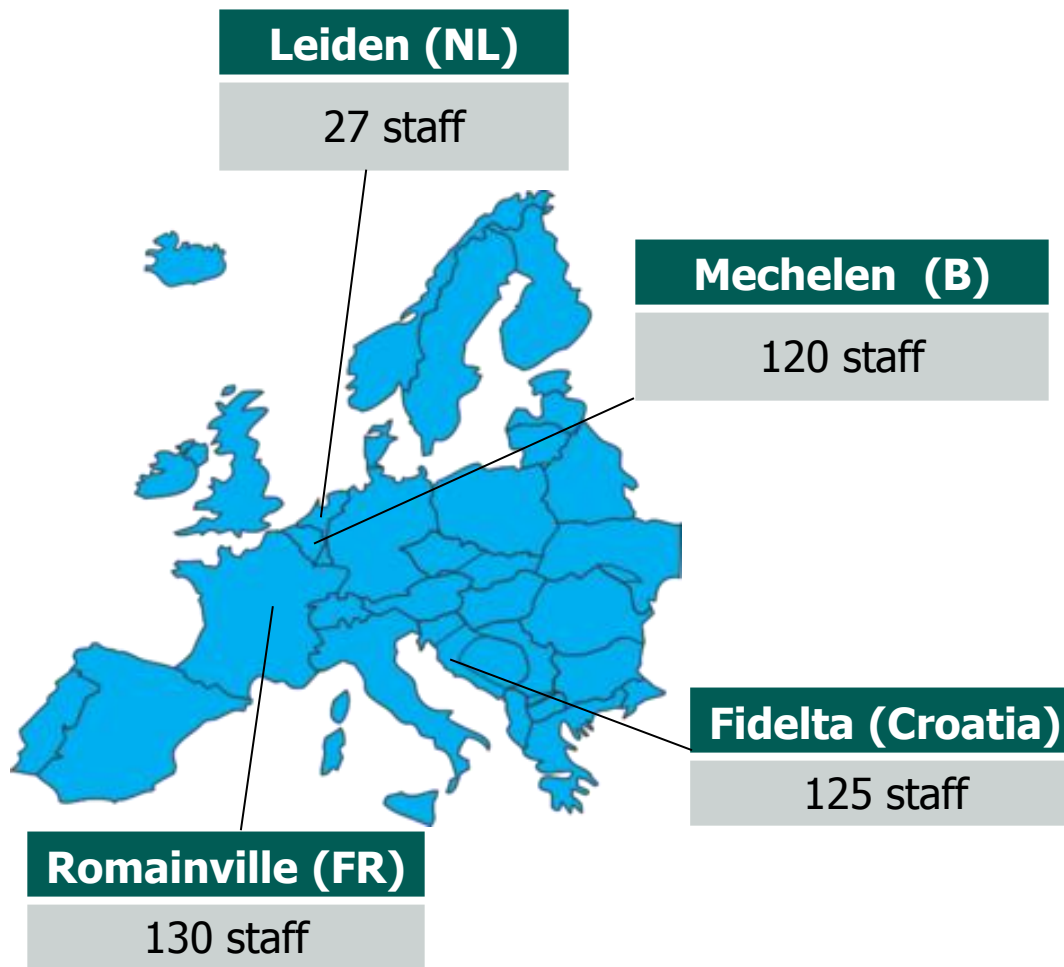 Leiden (NL)
27 staff
Mechelen (B)
120 staff
Fidelta (Croatia)
125 staff
Romainville (FR)
130 staff